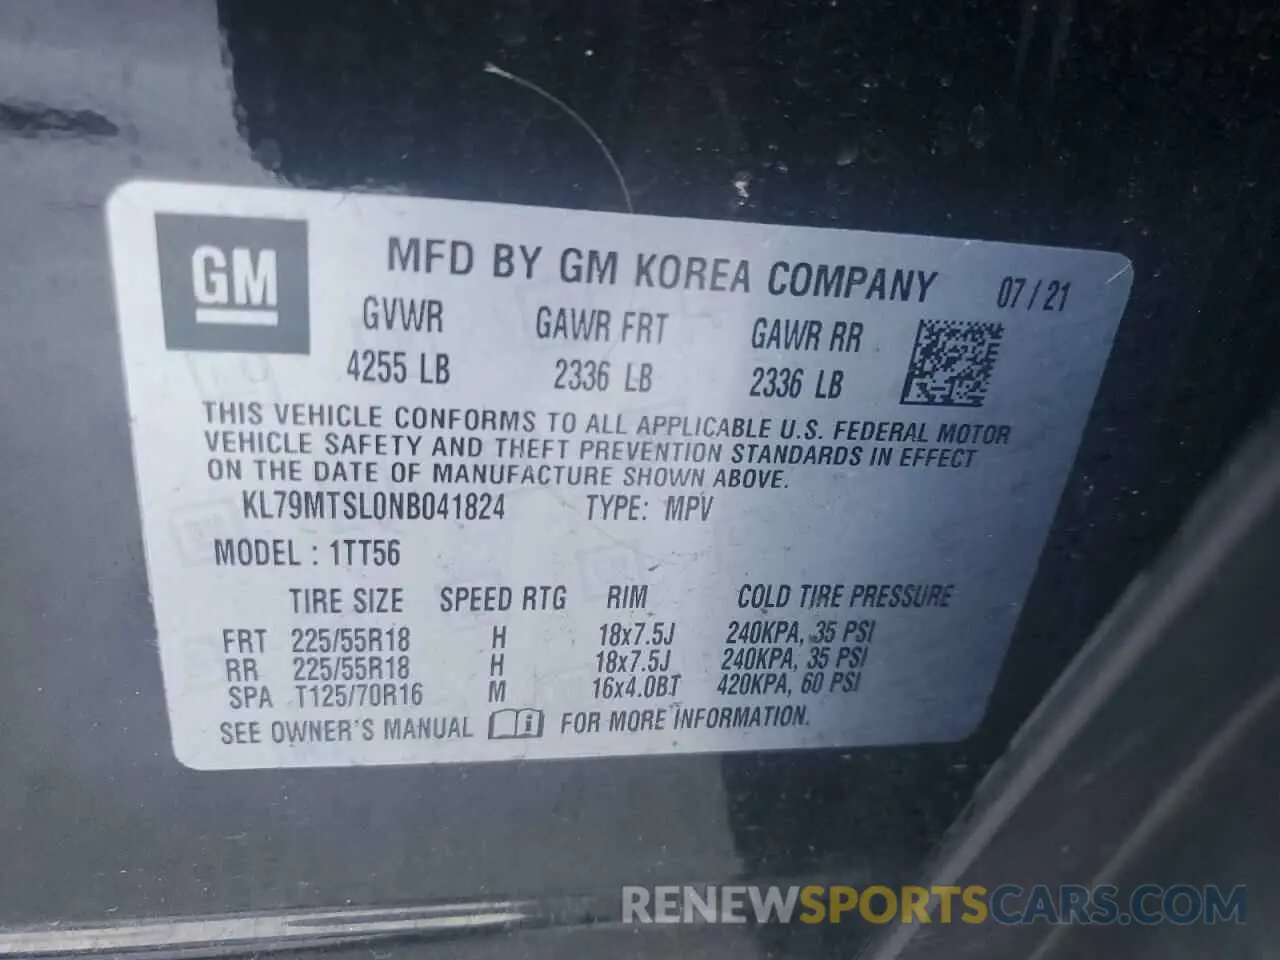 GM
MFD BY GM KOREA COMPANY 07/21
GVWR GAWR FRT GAWR RR
4255 LB 2336 LB 2336 LB
THIS VEHICLE CONFORMS TO ALL APPLICABLE U.S. FEDERAL MOTOR
VEHICLE SAFETY AND THEFT PREVENTION STANDARDS IN EFFECT
ON THE DATE OF MANUFACTURE SHOWN ABOVE.
KL79MTSL0NB041824 TYPE: MPV
MODEL : 1TT56
TIRE SIZE SPEED RTG RIM COLD TIRE PRESSURE
FRT 225/55R18 H 18x7.5J 240KPA, 35 PSI
RR 225/55R18 H 18x7.5J 240KPA, 35 PSI
SPA T125/70R16 M 16x4.0BT 420KPA, 60 PSI
SEE OWNER'S MANUAL i FOR MORE INFORMATION.
RENEWSPORTSCARS.COM